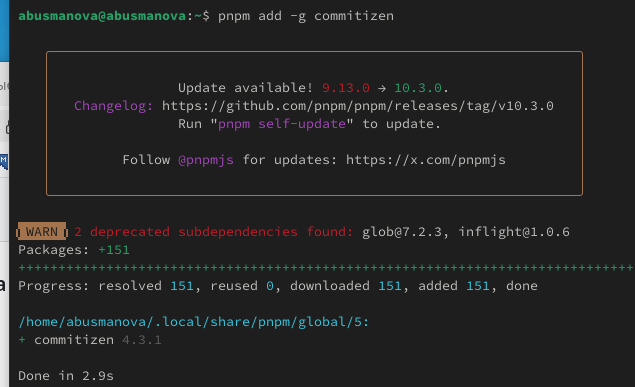 abusmanova@abusmanova:~$ pnpm add -g commitizen
Update available! 9.13.0 → 10.3.0.
Changelog: https://github.com/pnpm/pnpm/releases/tag/v10.3.0
Run "pnpm self-update" to update.
Follow @pnpmjs for updates: https://x.com/pnpmjs
WARN 2 deprecated subdependencies found: glob@7.2.3, inflight@1.0.6
Packages: +151
+++++++++++++++++++++++++++++++++++++++++++++++++++++++++++++++++++++++++++++
Progress: resolved 151, reused 0, downloaded 151, added 151, done
/home/abusmanova/.local/share/pnpm/global/5:
+ commitizen 4.3.1
Done in 2.9s